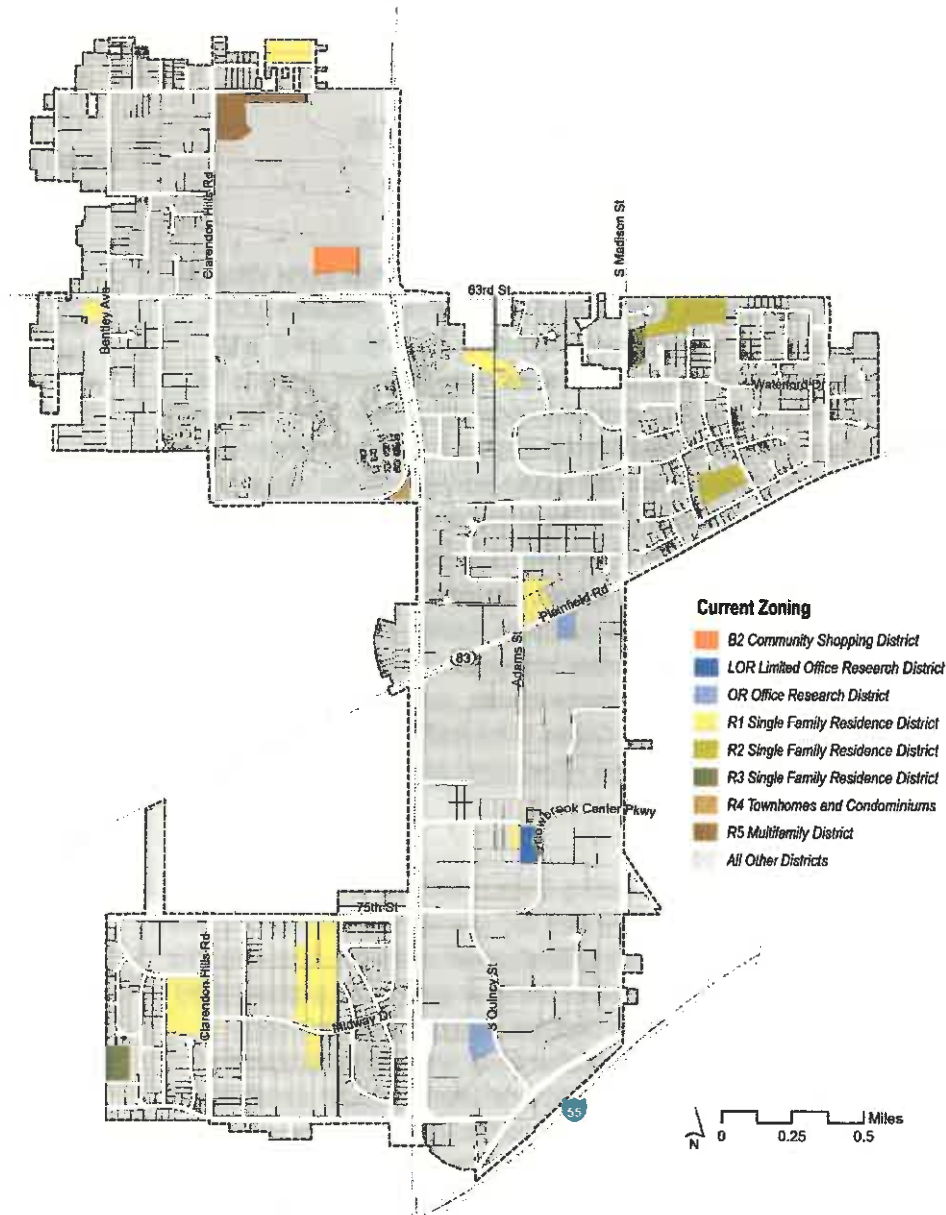 S Madison St
Clarendon Hills Rd
63rd St
Bentley Ave
Waterford Dr
Plainfield Rd
Adams St
83
Current Zoning
B2 Community Shopping District
LOR Limited Office Research District
OR Office Research District
R1 Single Family Residence District
R2 Single Family Residence District
R3 Single Family Residence District
R4 Townhomes and Condominiums
R5 Multifamily District
All Other Districts
brook Center Pkwy
75th St
Clarendon Hills Rd
S Quincy St
Midway Dr
55
Miles
N
0 0.25 0.5